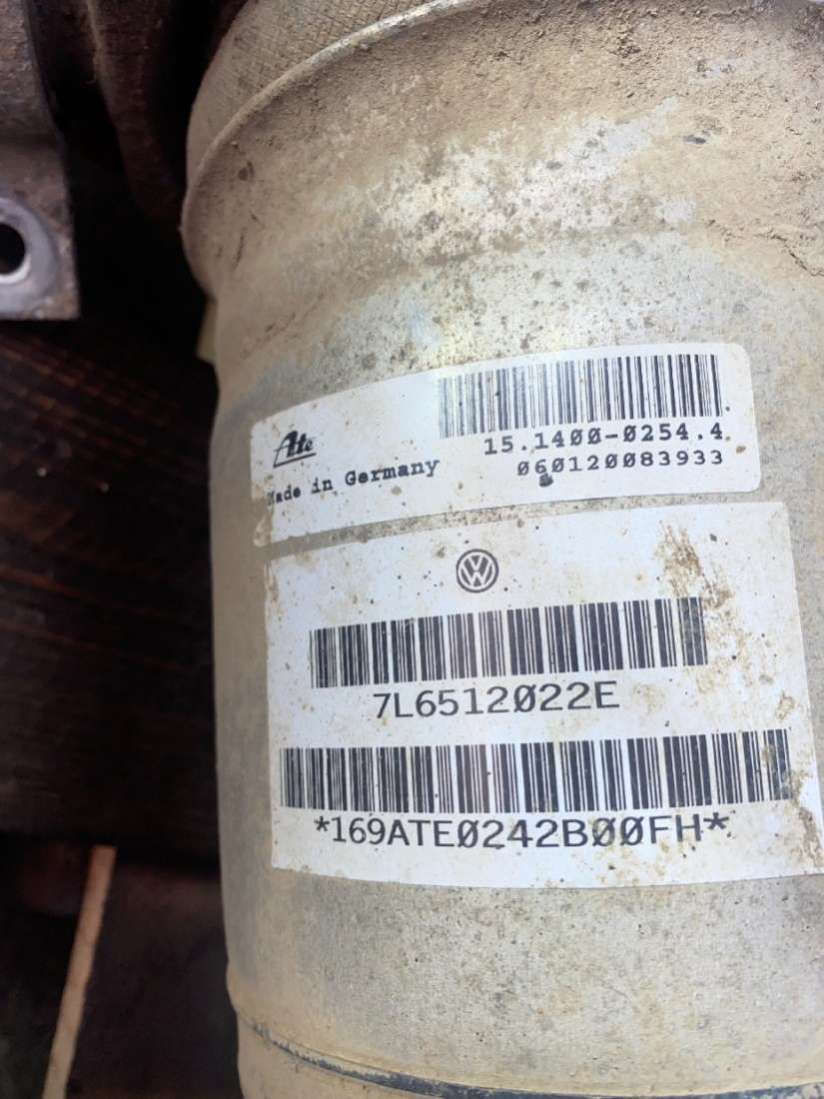 Ate
Made in Germany
15.1400-0254.4
060120083933
7L6512022E
*169ATE0242B00FH*